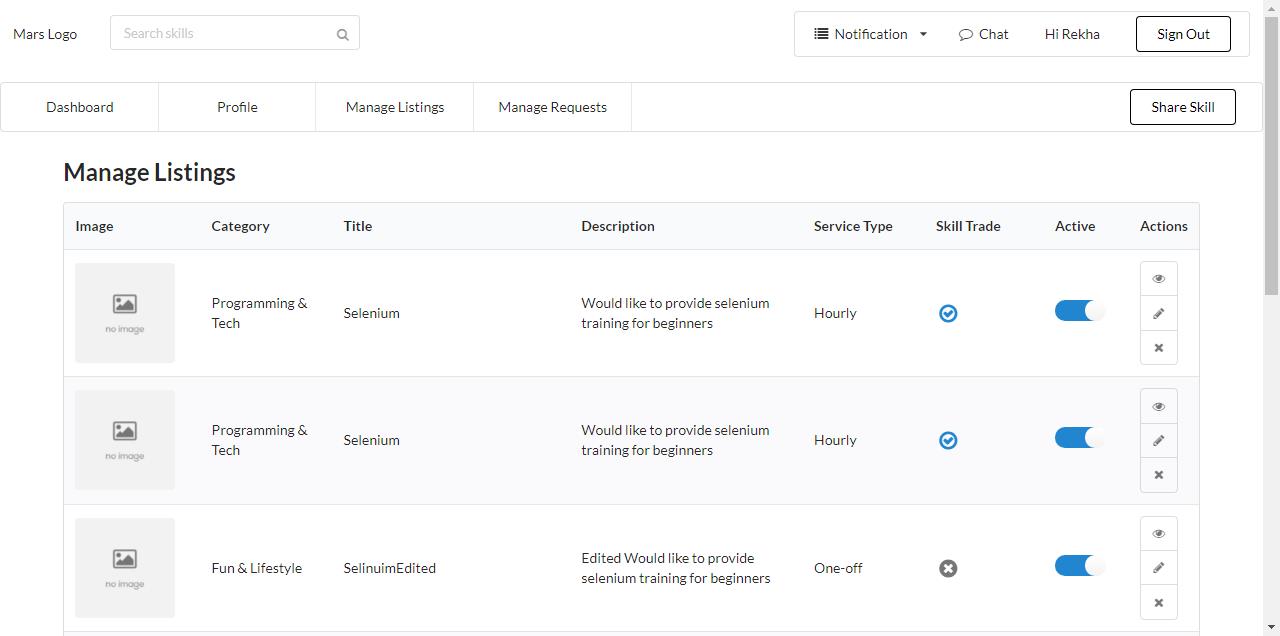 Mars Logo
Search skills
Notification
Chat
Hi Rekha
Sign Out
Dashboard
Profile
Manage Listings
Manage Requests
Share Skill
Manage Listings
Image
Category
Title
Description
Service Type
Skill Trade
Active
Actions
no image
Programming &
Tech
Selenium
Would like to provide selenium
training for beginners
Hourly
no image
Programming &
Tech
Selenium
Would like to provide selenium
training for beginners
Hourly
no image
Fun & Lifestyle
SelinuimEdited
Edited Would like to provide
selenium training for beginners
One-off